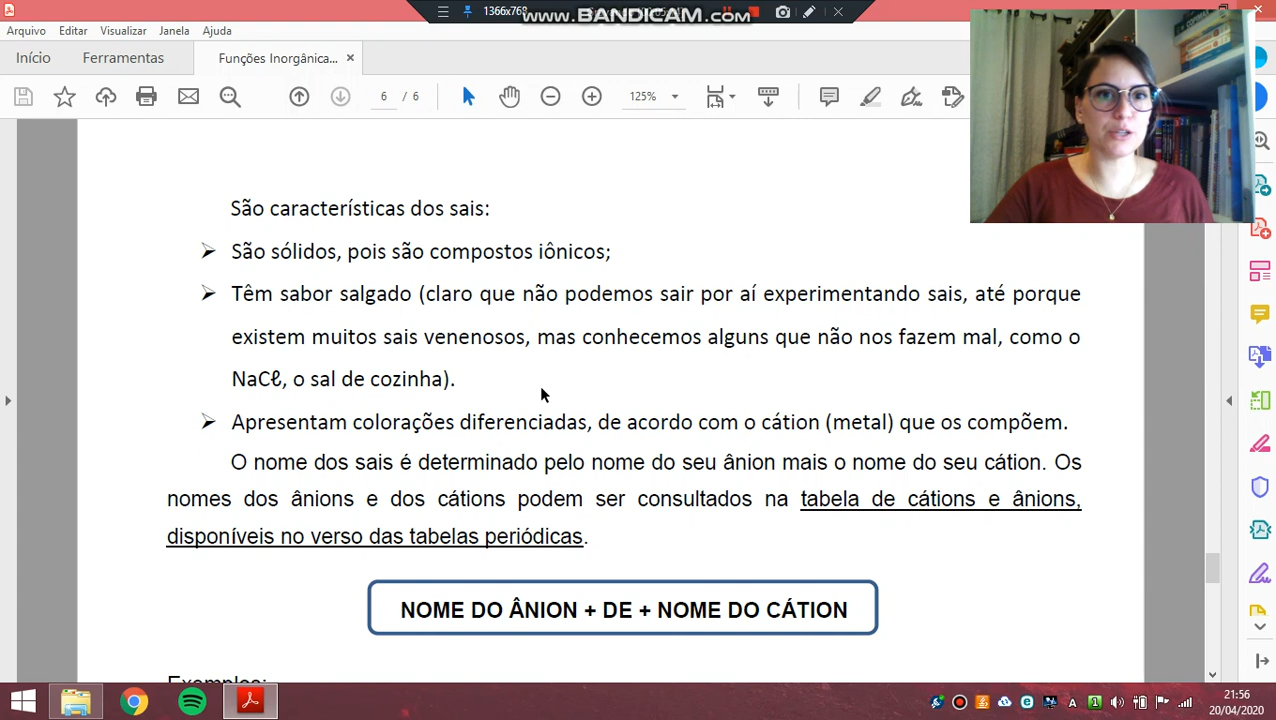 1366x768
www.BANDICAM.com
Arquivo Editar Visualizar Janela Ajuda
Início Ferramentas Funções Inorgânica... ×
6 / 6 125%
São características dos sais:
➢ São sólidos, pois são compostos iônicos;
➢ Têm sabor salgado (claro que não podemos sair por aí experimentando sais, até porque
existem muitos sais venenosos, mas conhecemos alguns que não nos fazem mal, como o
NaCℓ, o sal de cozinha).
➢ Apresentam colorações diferenciadas, de acordo com o cátion (metal) que os compõem.
O nome dos sais é determinado pelo nome do seu ânion mais o nome do seu cátion. Os
nomes dos ânions e dos cátions podem ser consultados na tabela de cátions e ânions,
disponíveis no verso das tabelas periódicas.
NOME DO ÂNION + DE + NOME DO CÁTION
Exemplos:
21:56
20/04/2020